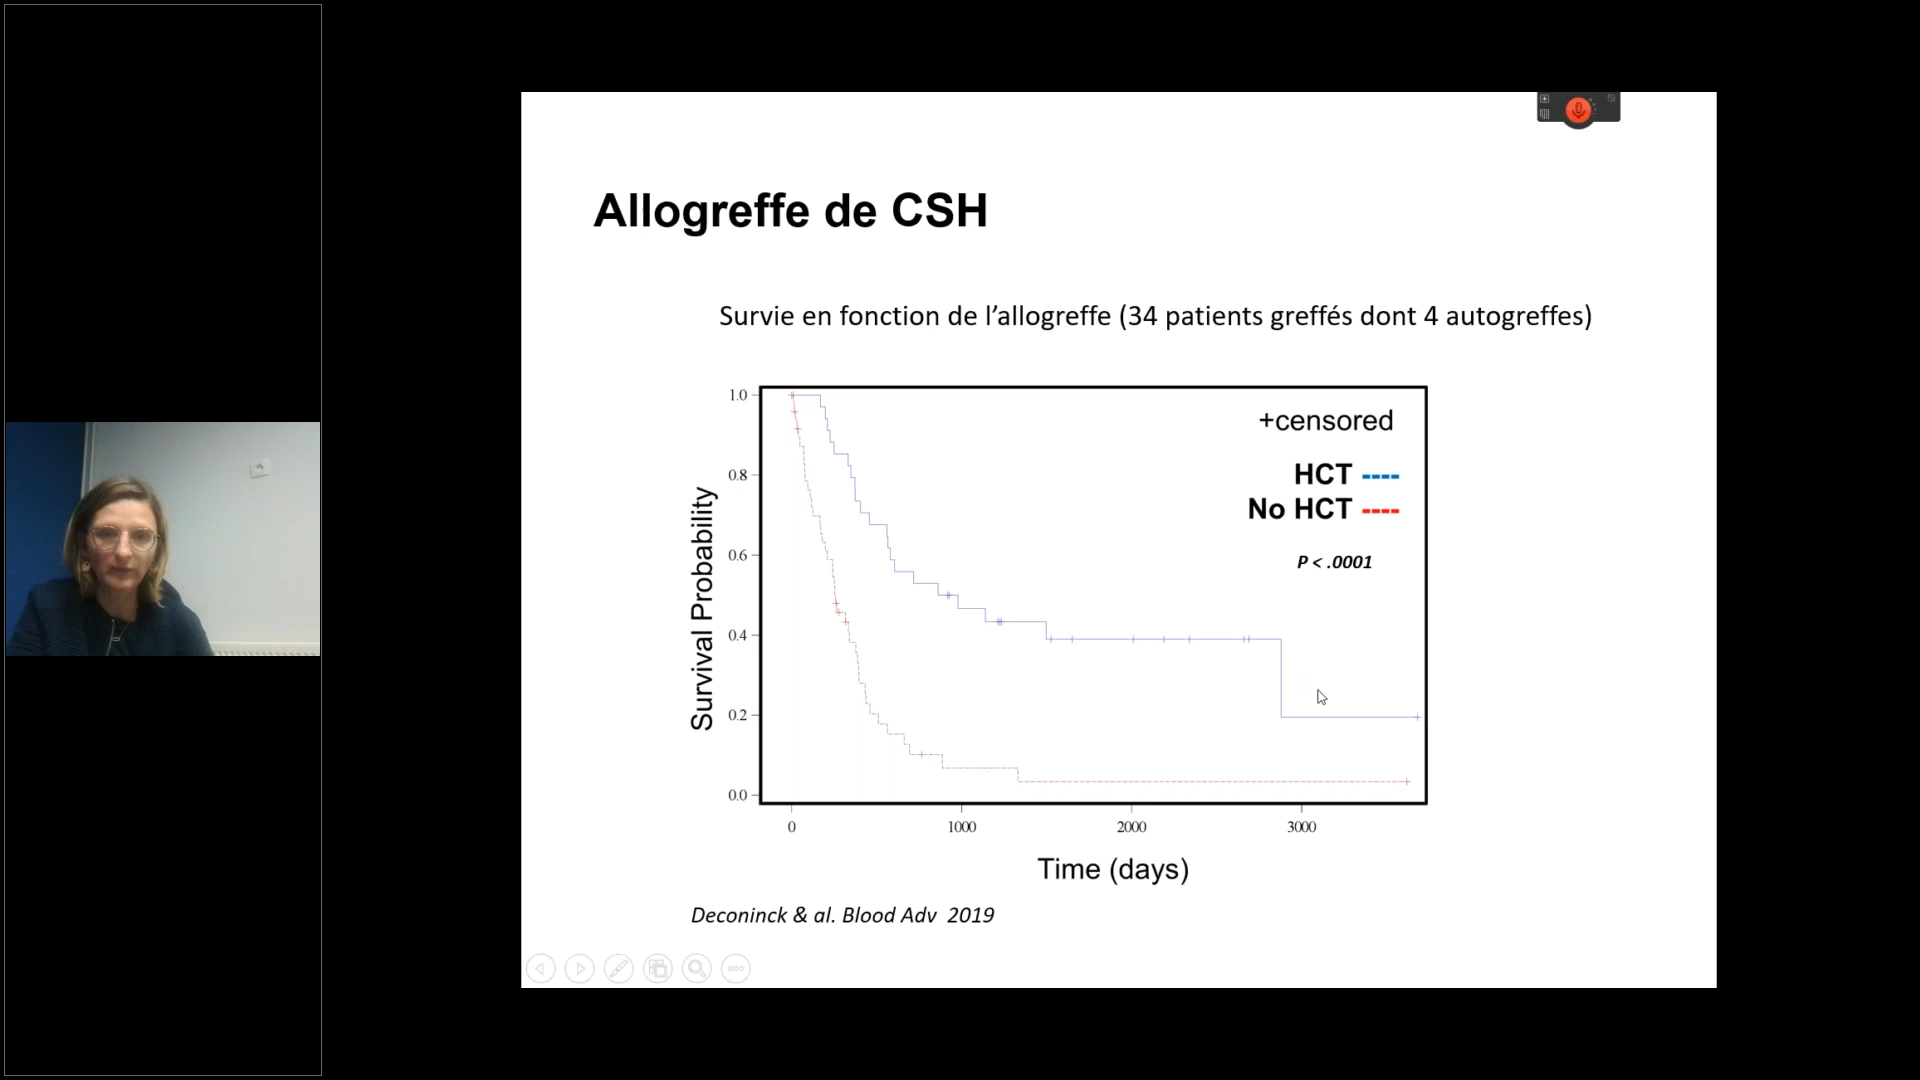 Allogreffe de CSH
Survie en fonction de l’allogreffe (34 patients greffés dont 4 autogreffes)
1.0
0.8
0.6
0.4
0.2
0.0
Survival Probability
+censored
HCT ----
No HCT ----
P < .0001
0 1000 2000 3000
Time (days)
Deconinck & al. Blood Adv 2019